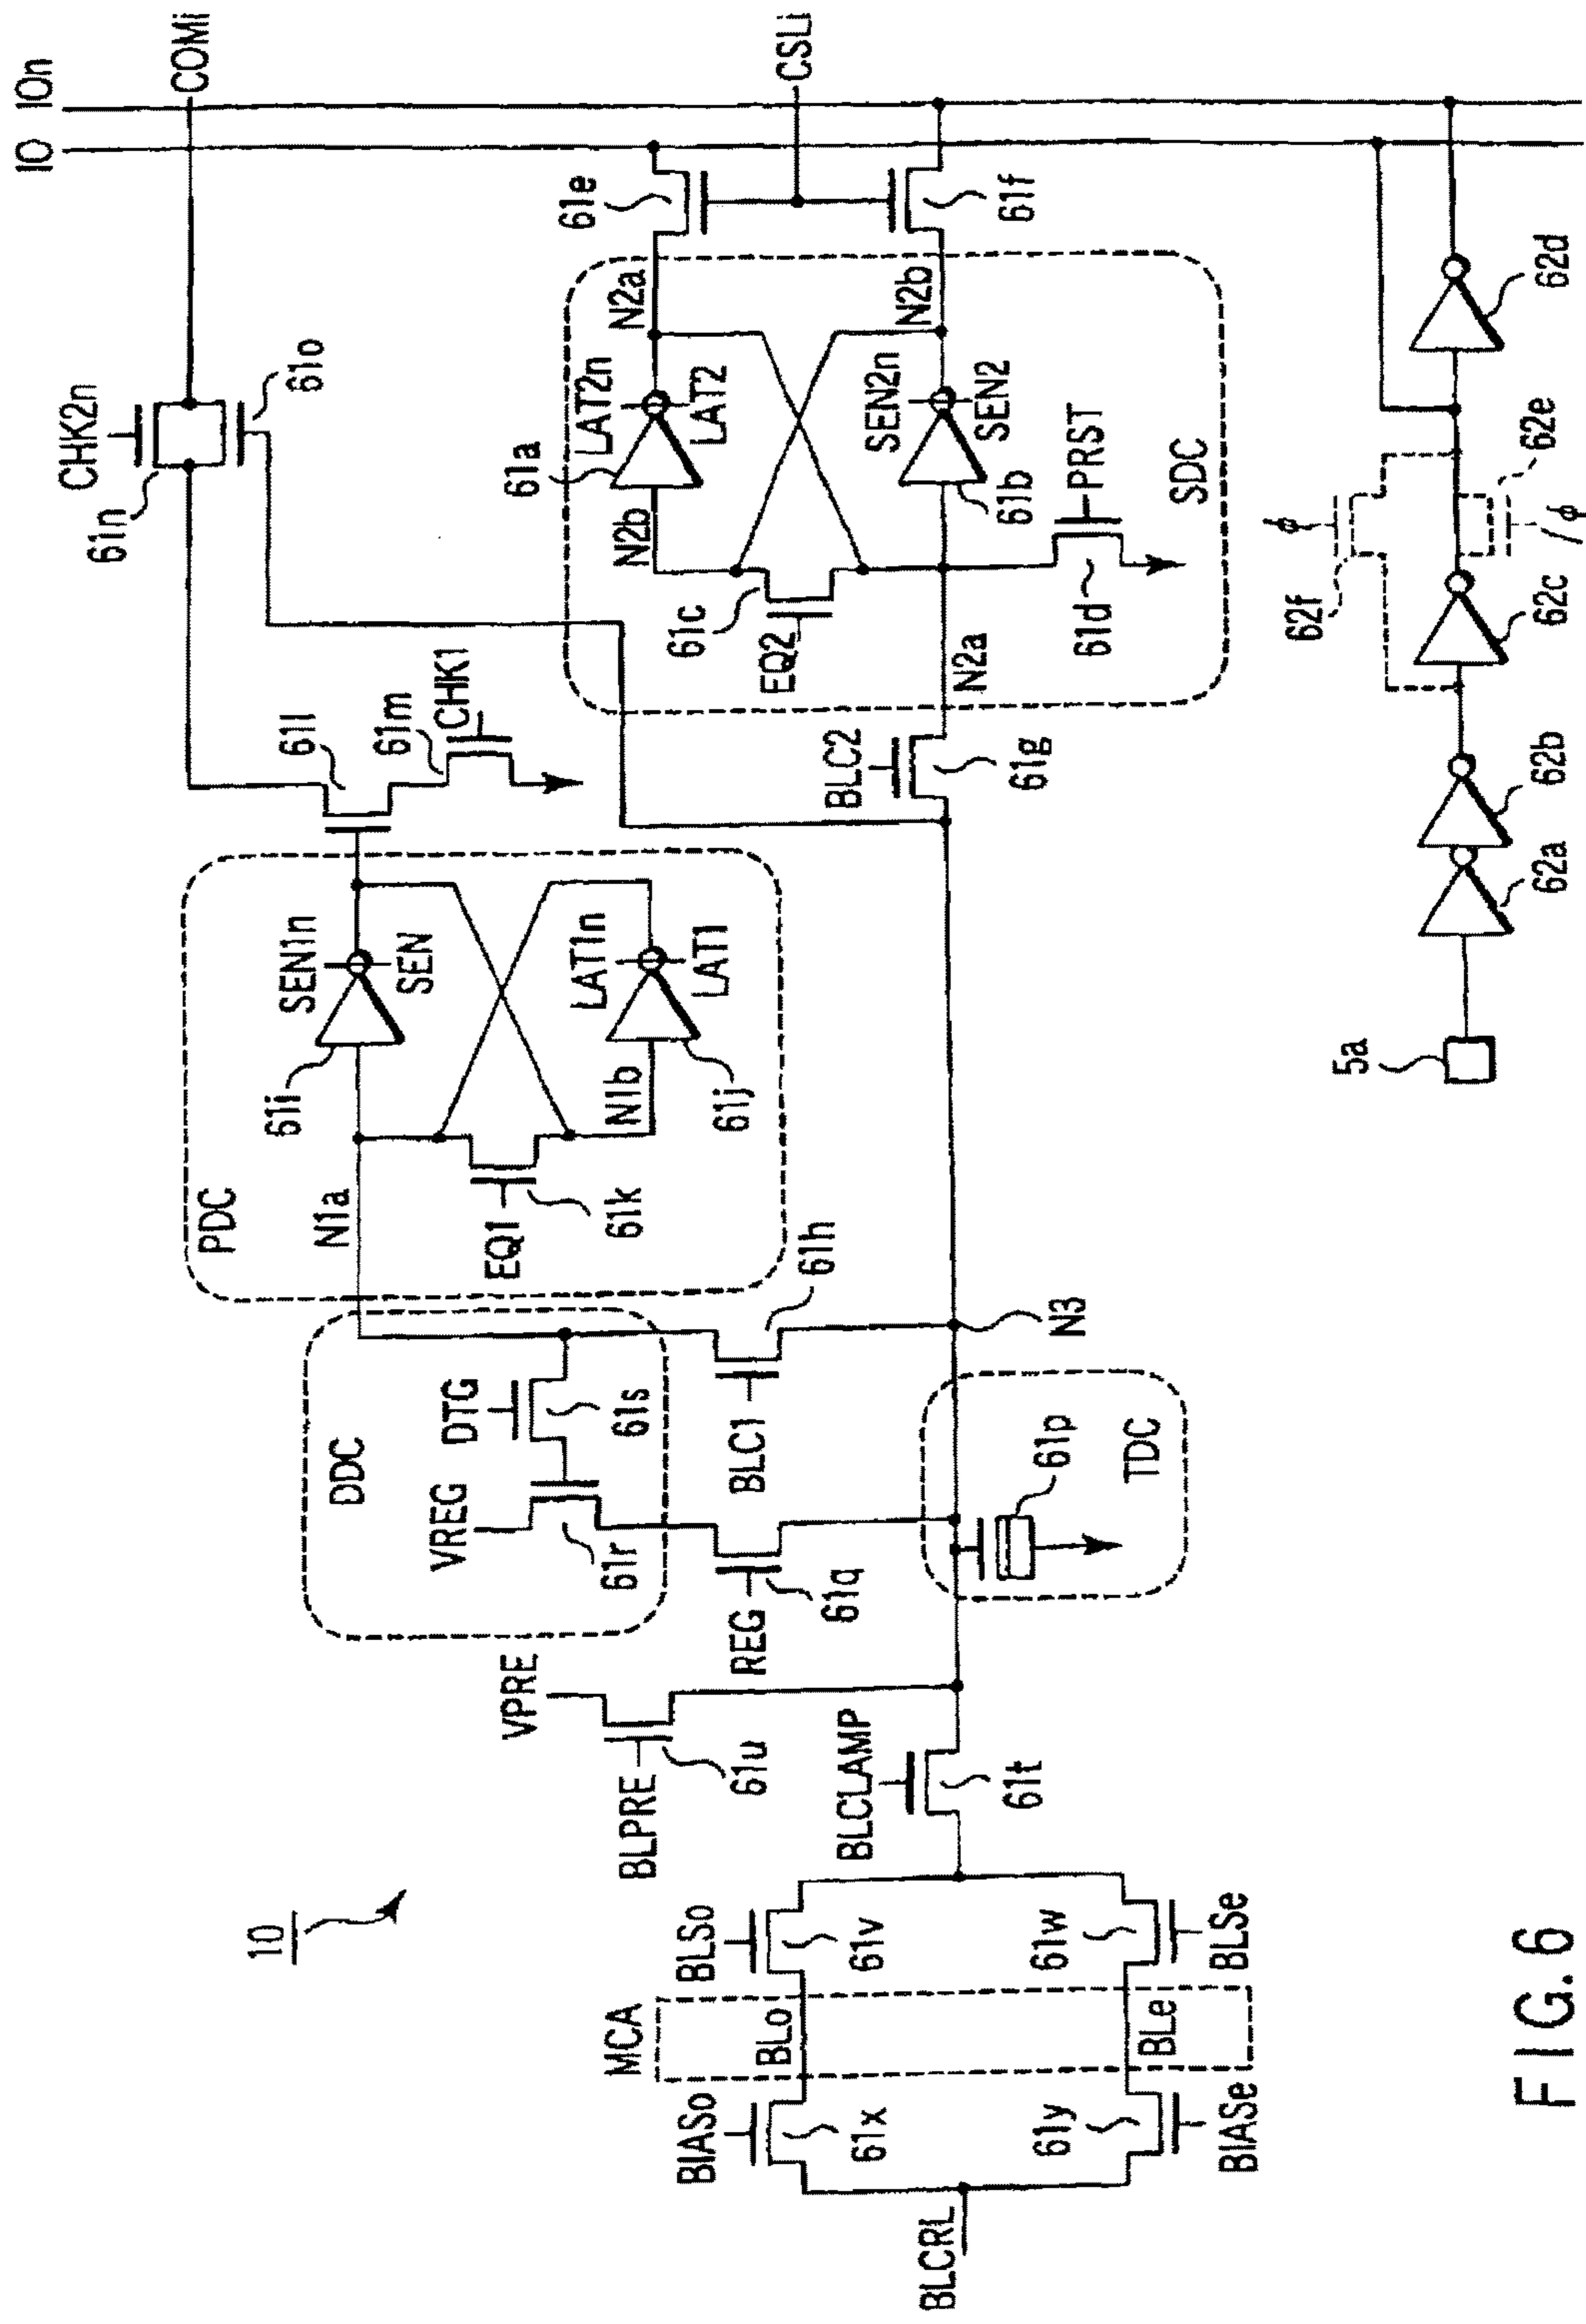 10
MCA
BLCRL
BIASo
61x
BLo
BLSo
61v
BIASe
61y
BLe
BLSe
61w
BLCLAMP
61t
VPRE
BLPRE
61u
DDC
VREG
61r
DTG
61s
REG
61q
BLC1
61h
TDC
61p
N3
PDC
N1a
EQ1
61k
61i
SEN1n
SEN
N1b
61j
LAT1n
LAT1
61l
61m
CHK1
61n
CHK2n
61o
COMi
IO
IOn
BLC2
61g
SDC
N2a
EQ2
61c
N2b
61a
LAT2n
LAT2
N2a
61d
PRST
61b
SEN2n
SEN2
N2b
61e
61f
CSLi
5a
62a
62b
62c
62f
φ
62e
/φ
62d
FIG. 6